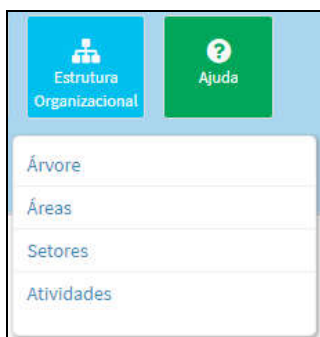 Estrutura
Organizacional
Ajuda
Árvore
Áreas
Setores
Atividades